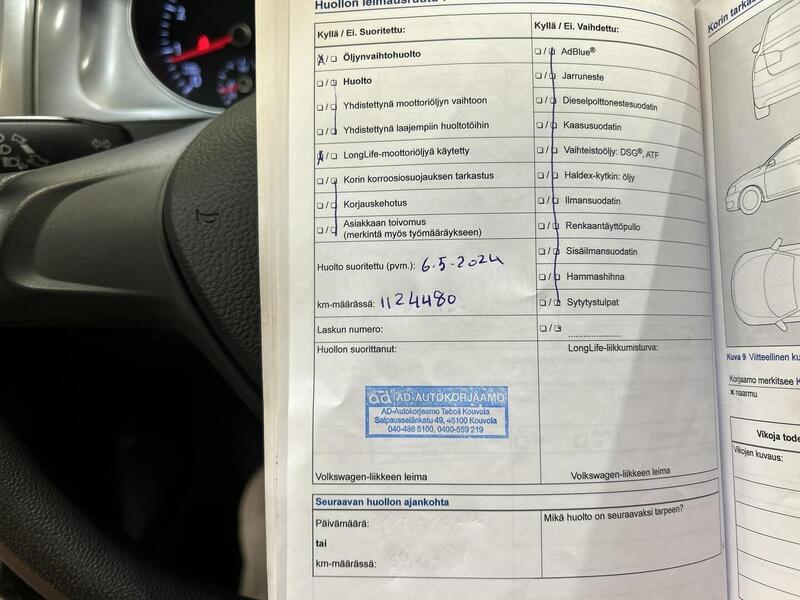 Huollon leimausruutu
Kyllä / Ei. Suoritettu:
Öljynvaihtohuolto
Huolto
Yhdistettynä moottoriöljyn vaihtoon
Yhdistettynä laajempiin huoltotöihin
LongLife-moottoriöljyä käytetty
Korin korroosiosuojauksen tarkastus
Korjauskehotus
Asiakkaan toivomus
(merkintä myös työmääräykseen)
Huolto suoritettu (pvm.): 6.5.2024
km-määrässä: 1124480
Laskun numero:
Huollon suorittanut:
ad AD-AUTOKORJAAMO
AD-Autokorjaamo Teboil Kouvola
Salpausselänkatu 49, 45100 Kouvola
040-486 5100, 0400-659 219
Volkswagen-liikkeen leima
Kyllä / Ei. Vaihdettu:
AdBlue®
Jarruneste
Dieselpolttonestesuodatin
Kaasusuodatin
Vaihteistoöljy: DSG®, ATF
Haldex-kytkin: öljy
Ilmansuodatin
Renkaantäyttöpullo
Sisäilmansuodatin
Hammashihna
Sytytystulpat
LongLife-liikkumisturva:
Volkswagen-liikkeen leima
Seuraavan huollon ajankohta
Päivämäärä:
tai
km-määrässä:
Mikä huolto on seuraavaksi tarpeen?
Korin
Kuva 9 Viitteellinen
Korjaamo merkitsee
x naarmu
Vikoja
Vikojen kuvaus: